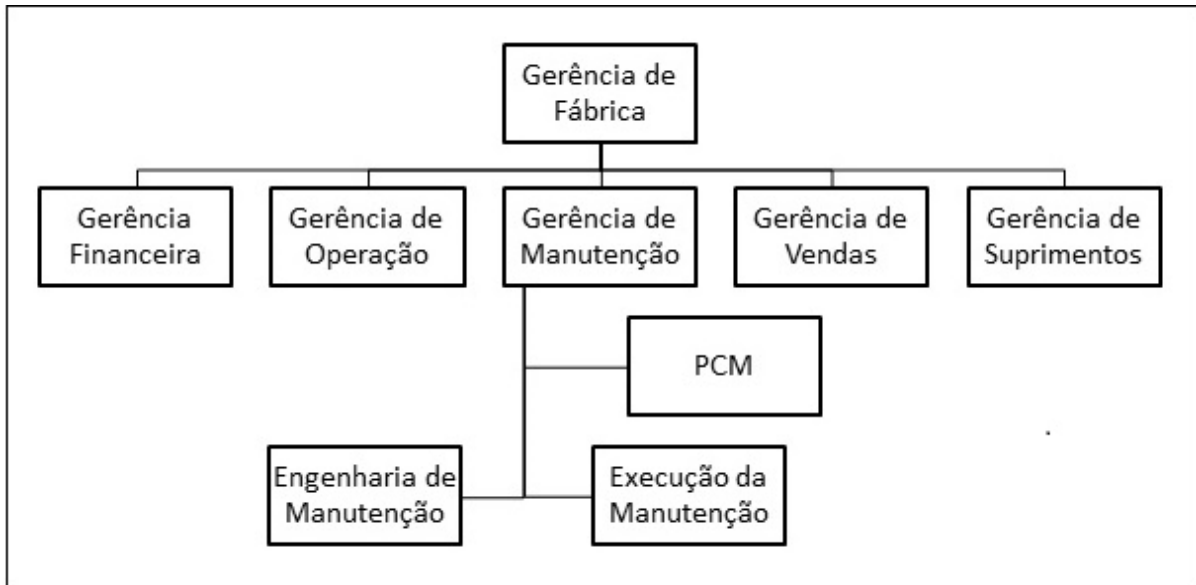 Gerência de
Fábrica
Gerência
Financeira
Gerência de
Operação
Gerência de
Manutenção
Gerência de
Vendas
Gerência de
Suprimentos
PCM
Engenharia de
Manutenção
Execução da
Manutenção